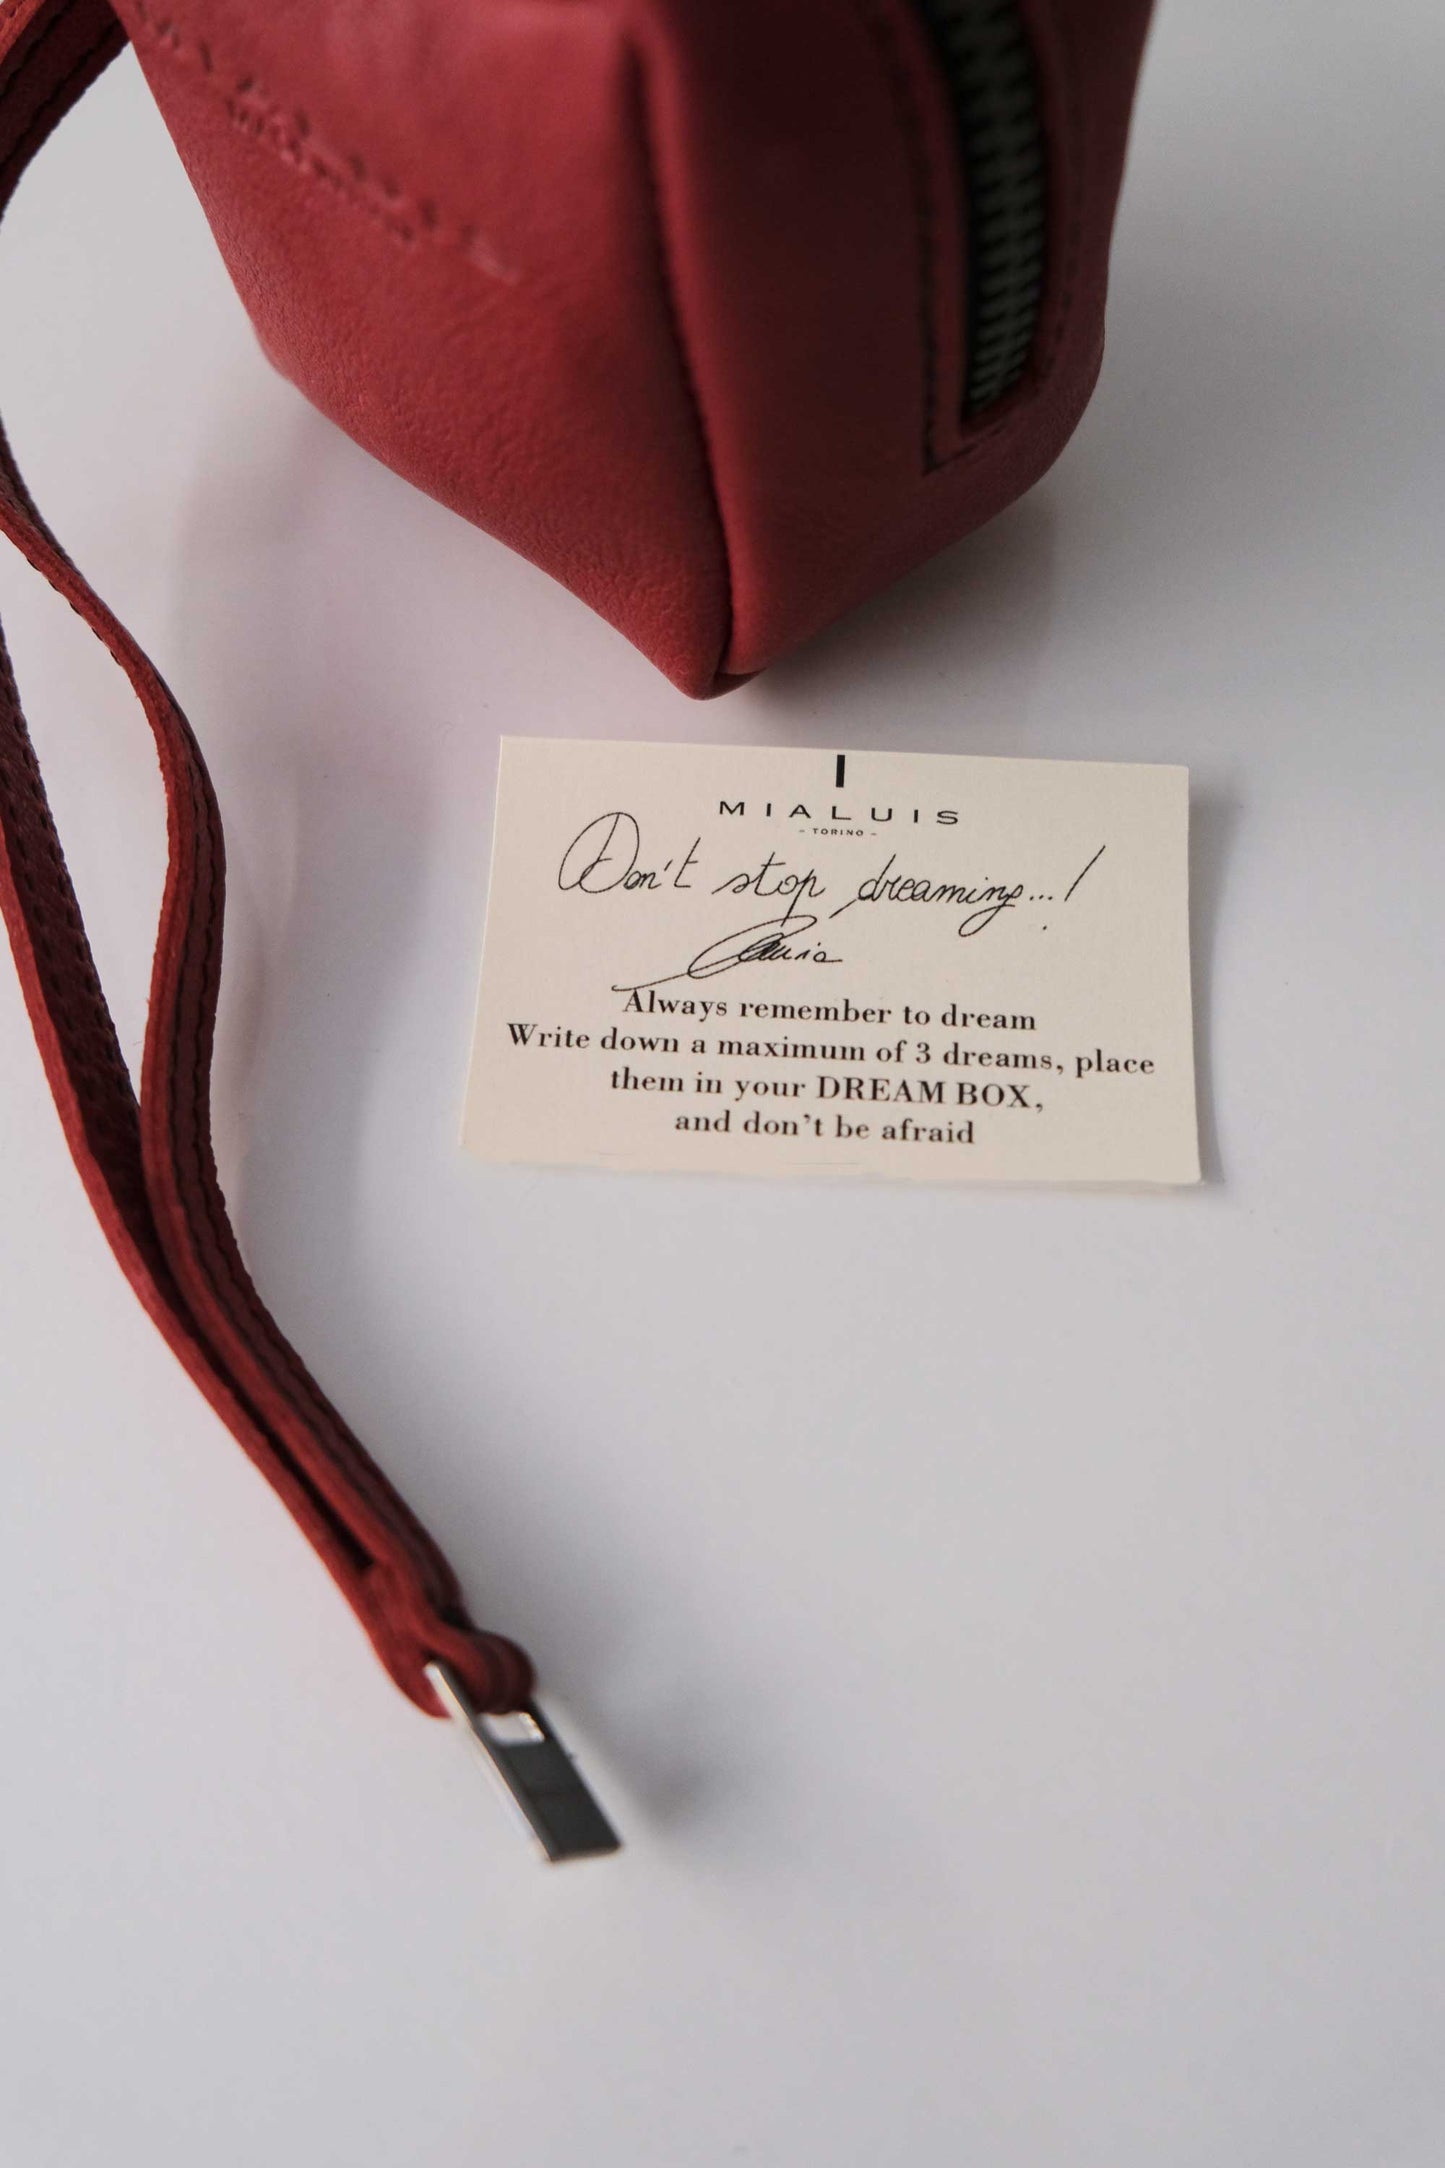 MIALUIS
- TORINO -
Don't stop dreaming...!
Always remember to dream
Write down a maximum of 3 dreams, place
them in your DREAM BOX,
and don't be afraid